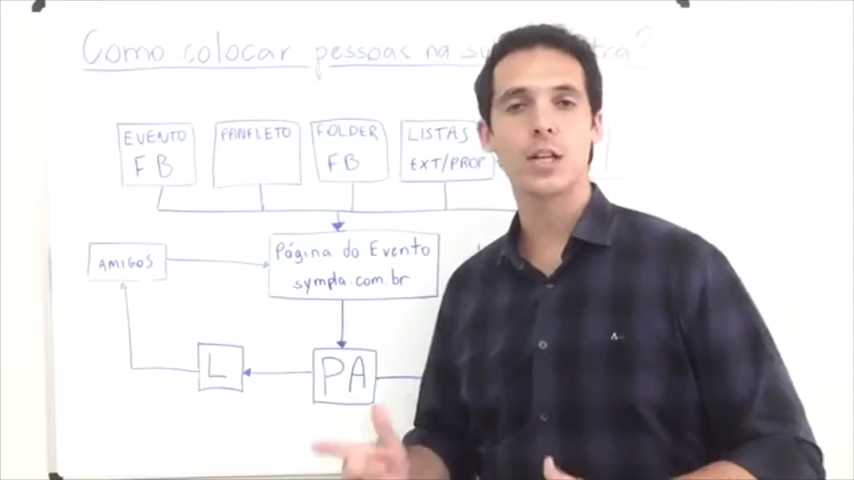 Como colocar pessoas na
EVENTO
FB
PANFLETO
FOLDER
FB
LISTAS
EXT/PROP.
Página do Evento
sympla.com.br
AMIGOS
L
PA